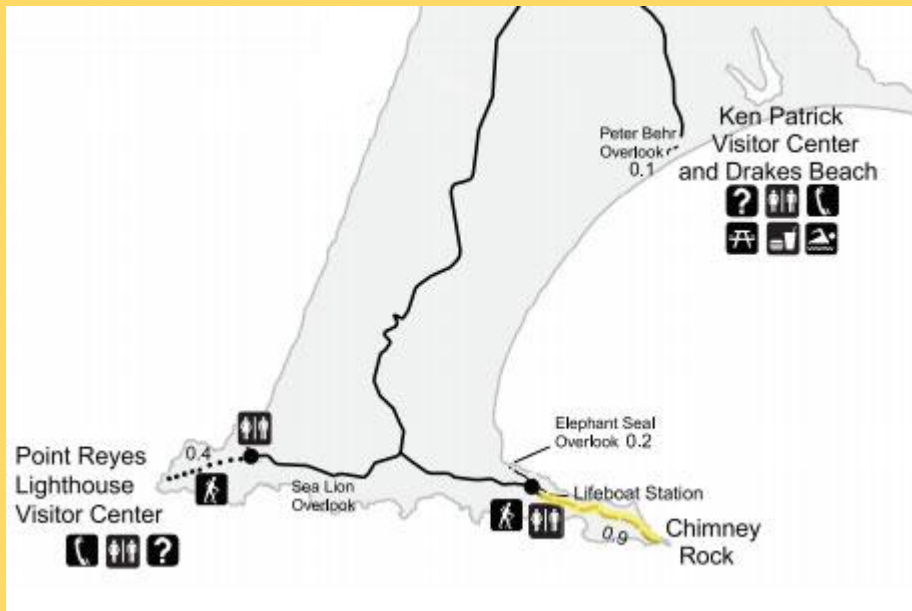 Ken Patrick
Visitor Center
and Drakes Beach
?
Peter Behr
Overlook
0.1
Elephant Seal
Overlook 0.2
Point Reyes
Lighthouse
Visitor Center
?
0.4
Sea Lion
Overlook
Lifeboat Station
0.9
Chimney
Rock